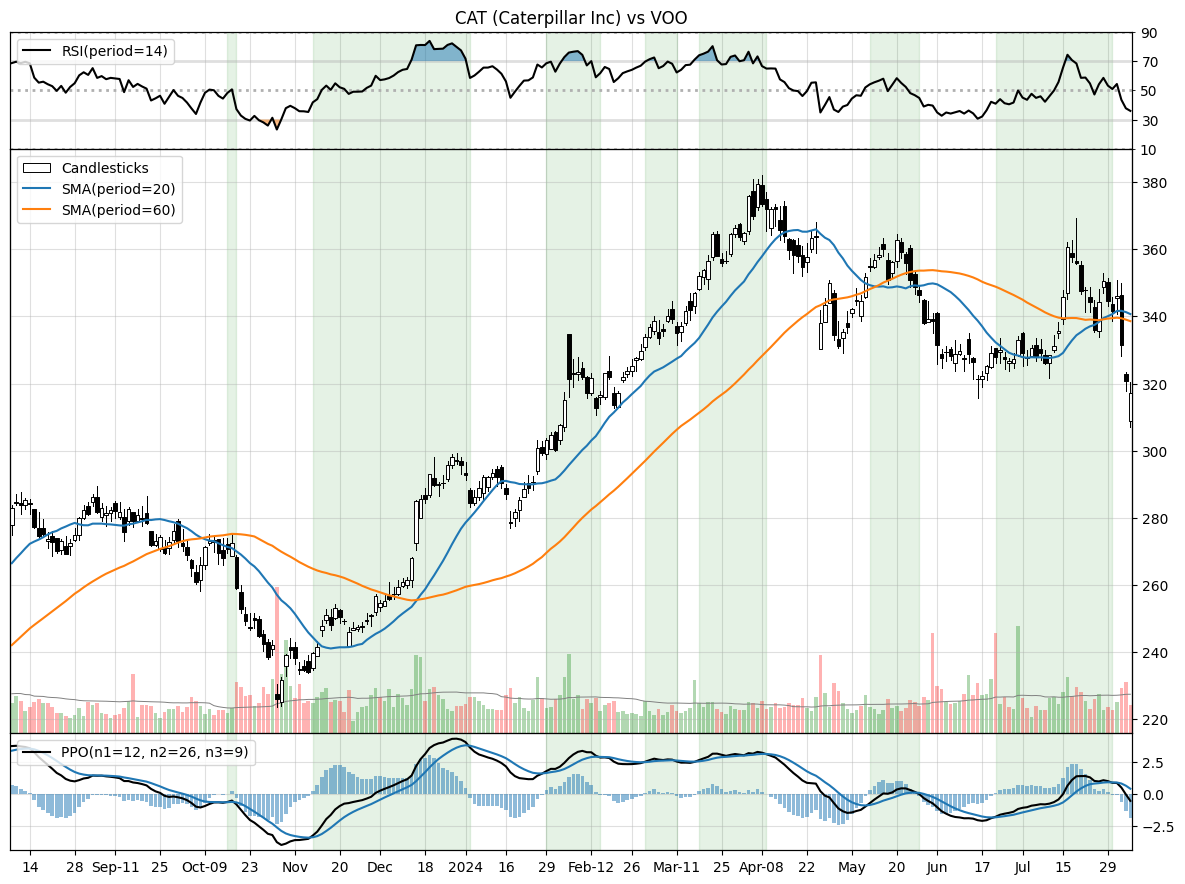 CAT (Caterpillar Inc) vs VOO
RSI(period=14)
90
70
50
30
10
Candlesticks
SMA(period=20)
SMA(period=60)
380
360
340
320
300
280
260
240
220
PPO(n1=12, n2=26, n3=9)
2.5
0.0
−2.5
14 28 Sep-11 25 Oct-09 23 Nov 20 Dec 18 2024 16 29 Feb-12 26 Mar-11 25 Apr-08 22 May 20 Jun 17 Jul 15 29